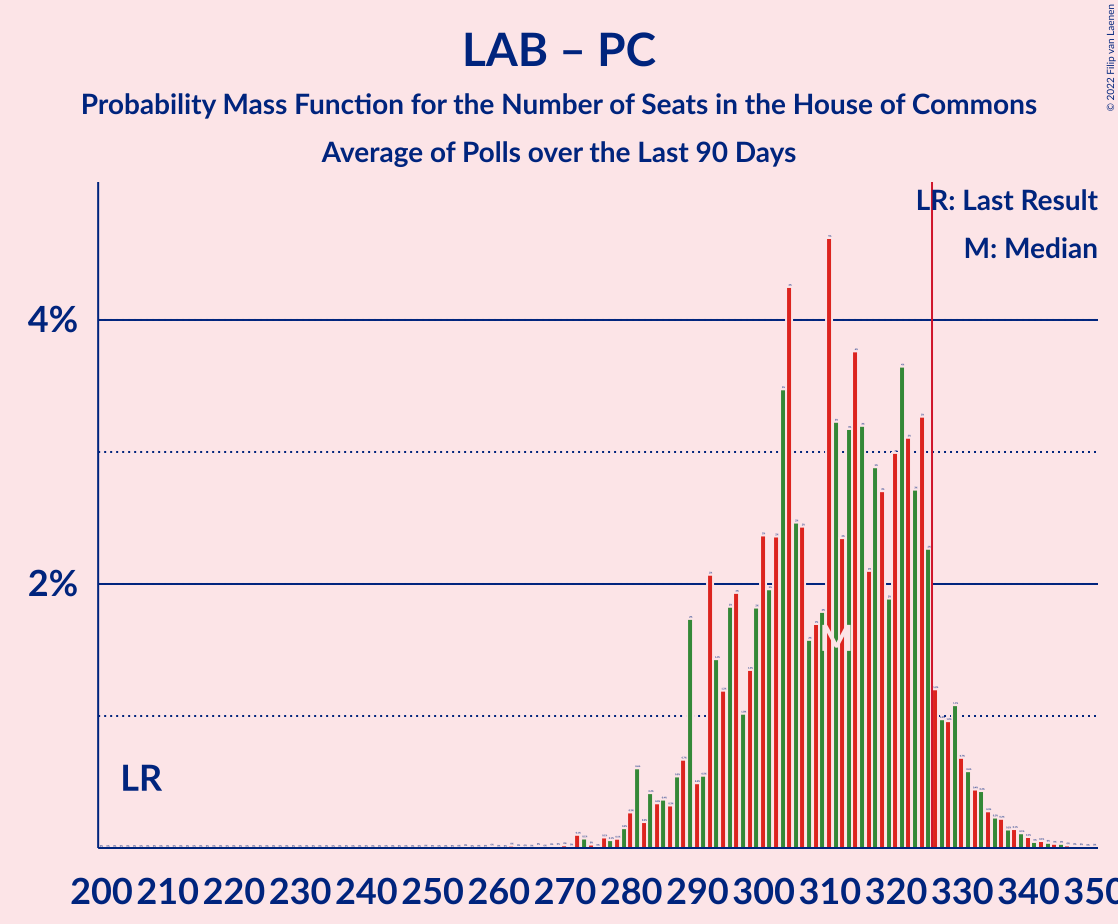 LAB – PC
Probability Mass Function for the Number of Seats in the House of Commons
Average of Polls over the Last 90 Days
© 2022 Filip van Laenen
LR: Last Result
M: Median
4%
2%
M
LR
200 210 220 230 240 250 260 270 280 290 300 310 320 330 340 350